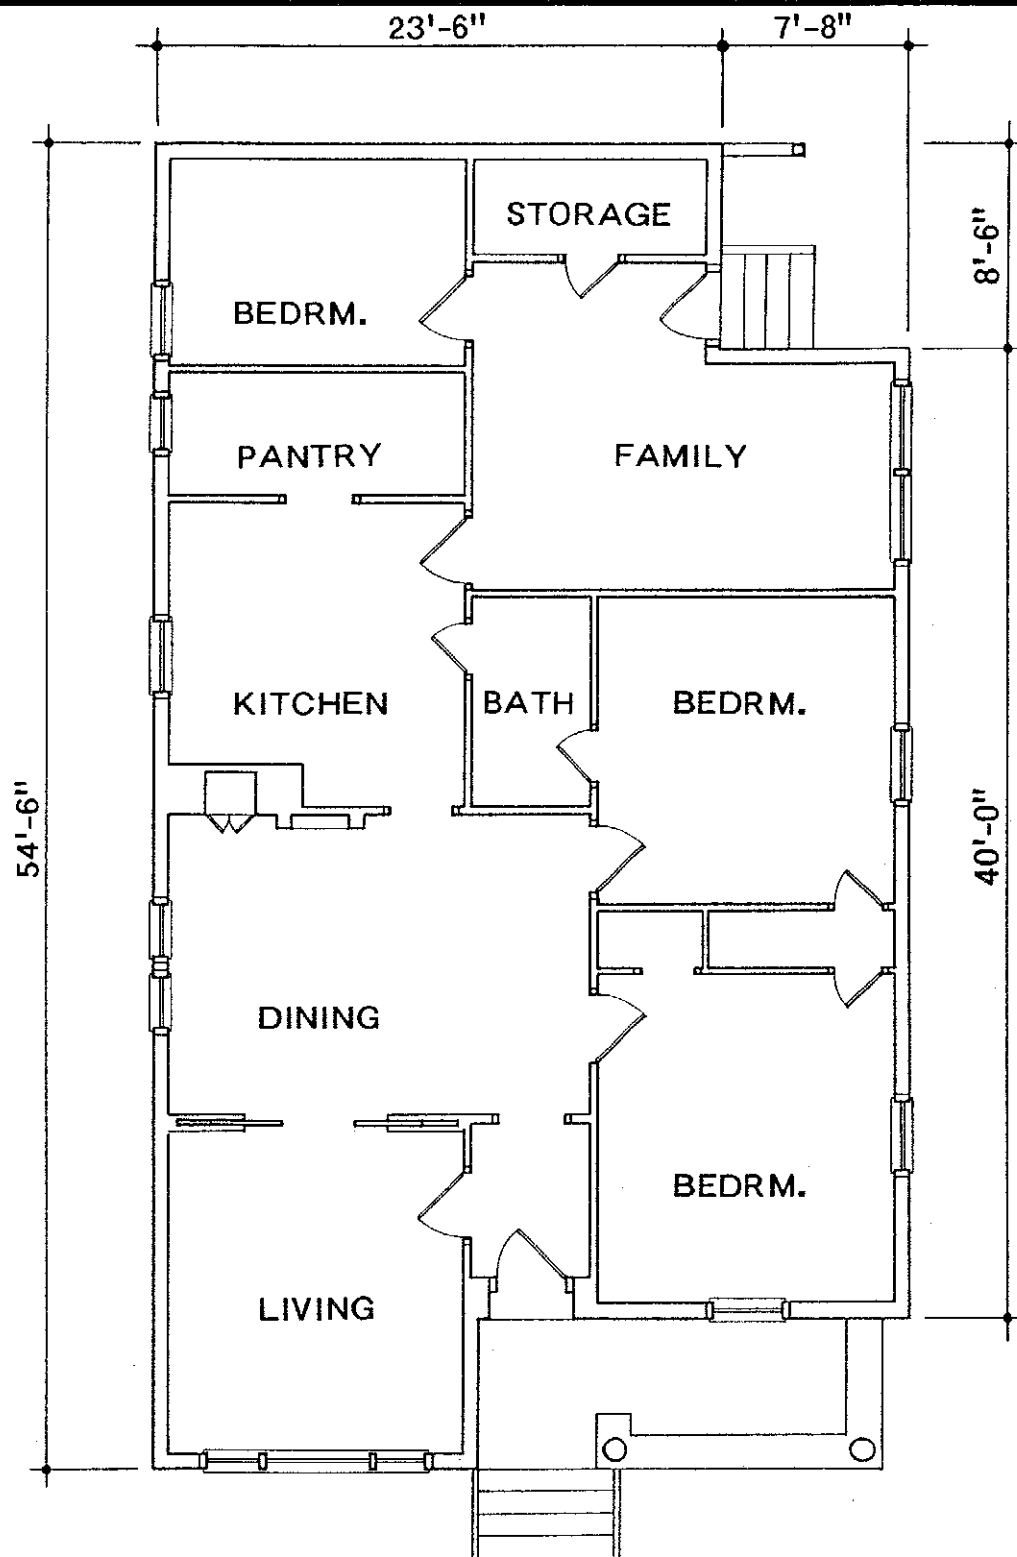 23'-6" 7'-8"
STORAGE
8'-6"
BEDRM.
PANTRY FAMILY
KITCHEN BATH BEDRM.
54'-6"
40'-0"
DINING
BEDRM.
LIVING